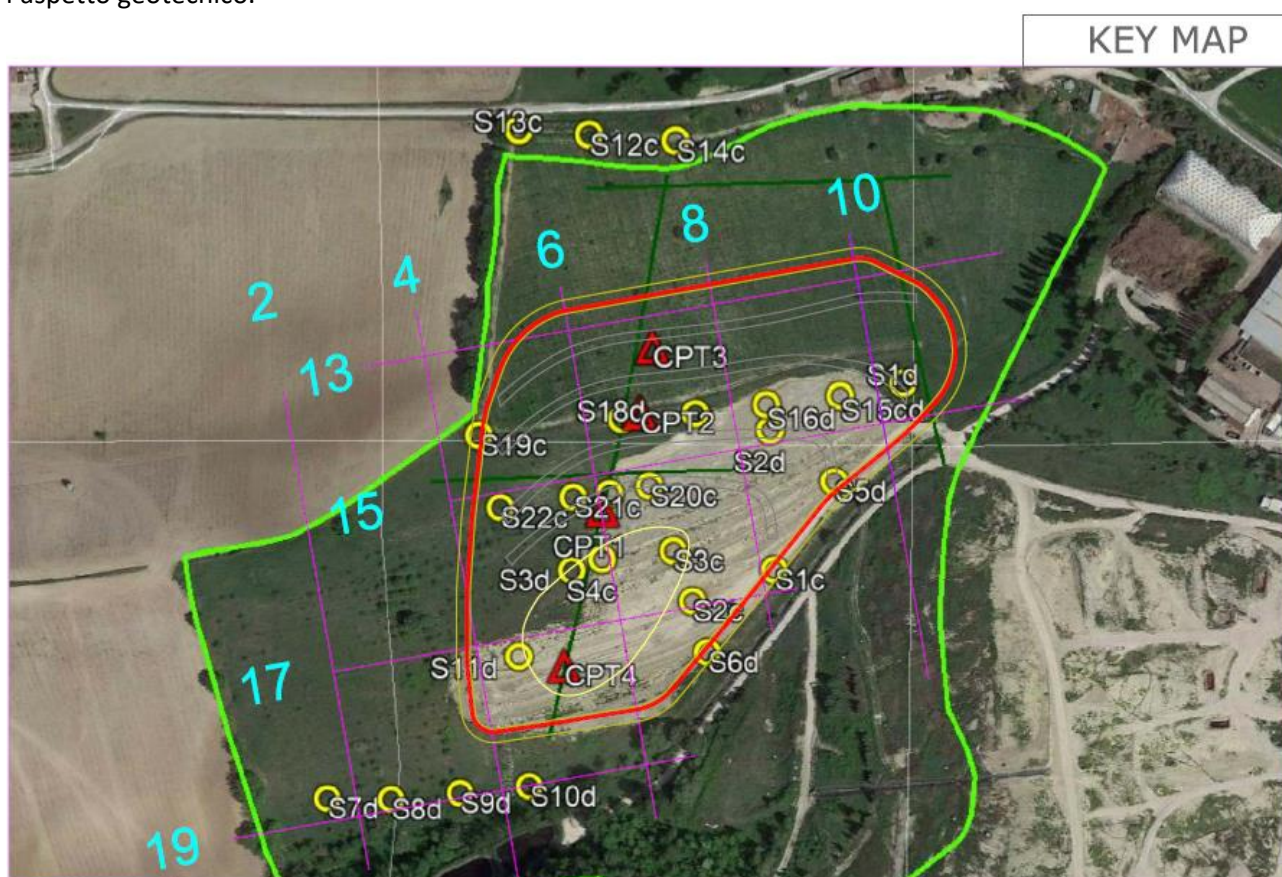 l'aspetto geotecnico.
KEY MAP
S13c
S12c
S14c
10
8
6
4
2
13
CPT3
S1d
S15cd
S18d
CPT2
S16d
S19c
S2d
S5d
S20c
S21c
S22c
15
CPT1
S3c
S3d
S4c
S1c
S2c
S11d
CPT4
S6d
17
S7d
S8d
S9d
S10d
19